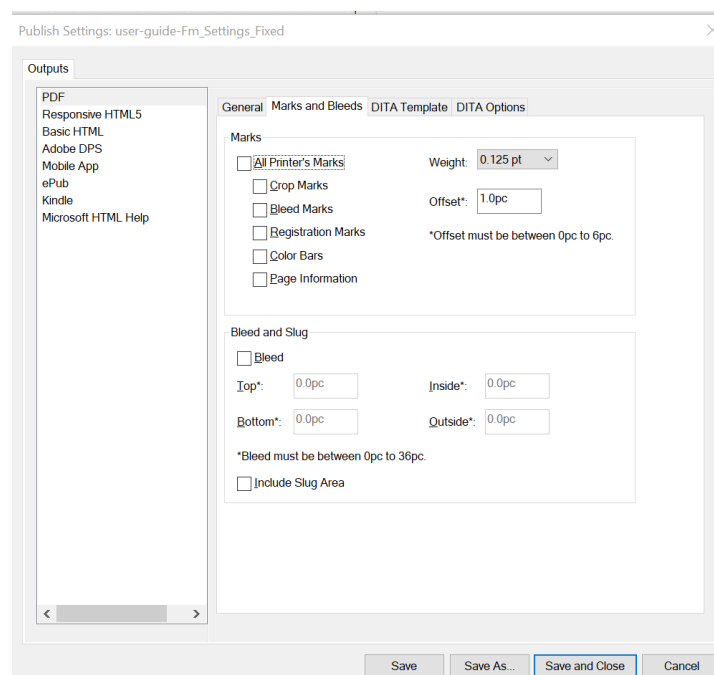 Publish Settings: user-guide-Fm_Settings_Fixed
Outputs
PDF
Responsive HTML5
Basic HTML
Adobe DPS
Mobile App
ePub
Kindle
Microsoft HTML Help
General Marks and Bleeds DITA Template DITA Options
Marks
All Printer's Marks
Crop Marks
Bleed Marks
Registration Marks
Color Bars
Page Information
Weight: 0.125 pt
Offset*: 1.0pc
*Offset must be between 0pc to 6pc.
Bleed and Slug
Bleed
Top*: 0.0pc Inside*: 0.0pc
Bottom*: 0.0pc Outside*: 0.0pc
*Bleed must be between 0pc to 36pc.
Include Slug Area
Save Save As... Save and Close Cancel